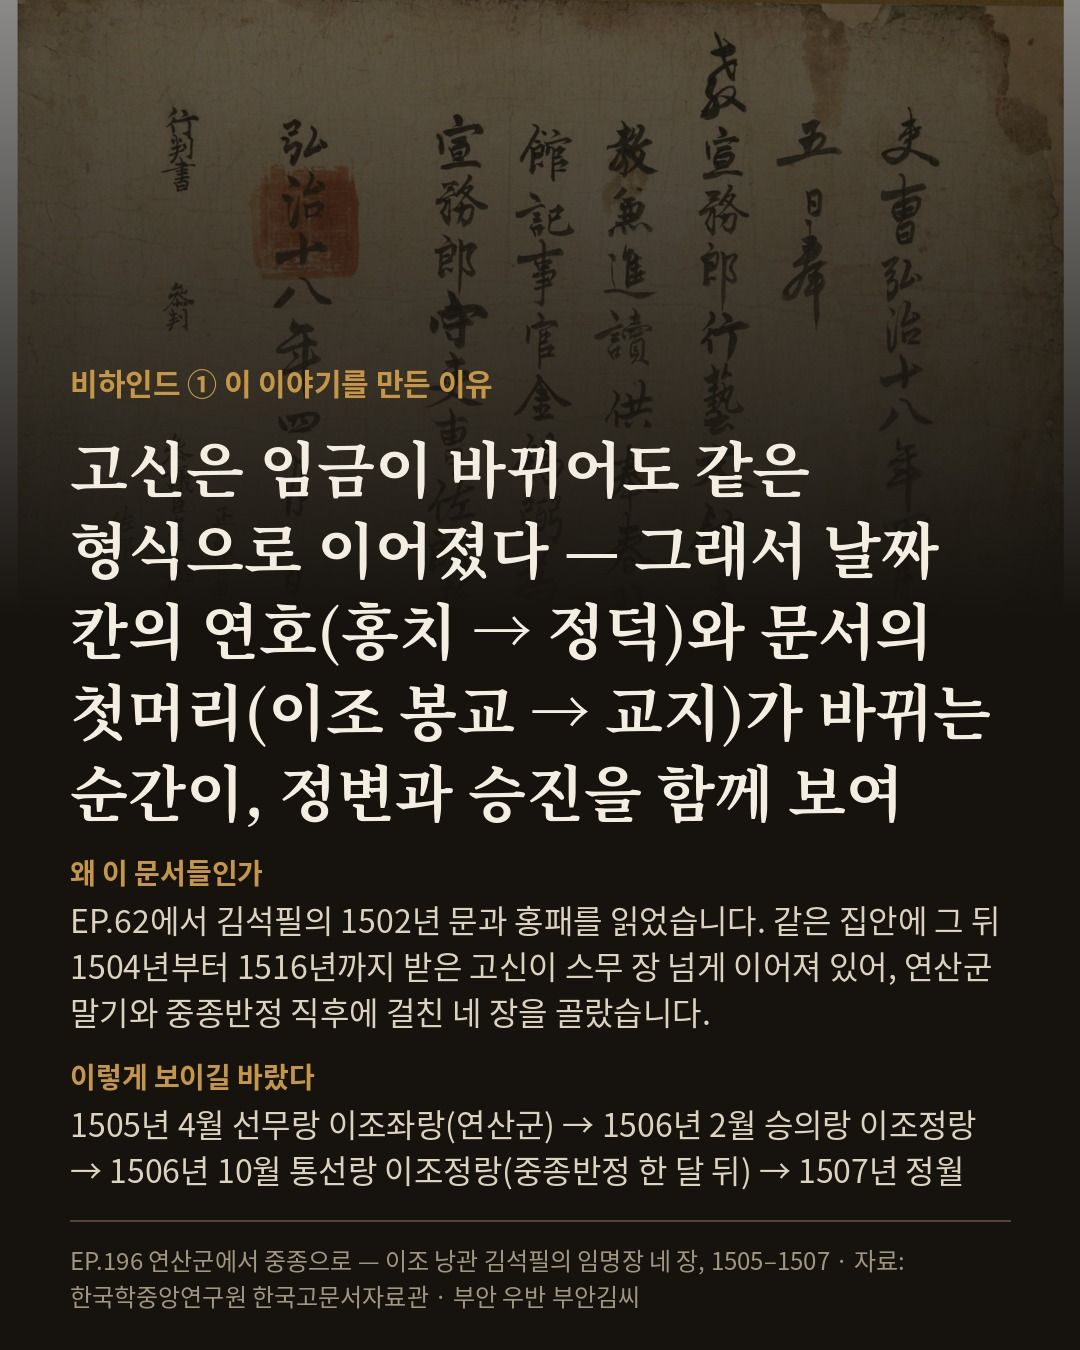 吏曹弘治十八年四
五日奉
敎宣務郎行藝
敎兼進讀供
館記事官金
宣務郎守吏曹佐
弘治十八年四
行判書
參判
비하인드 ① 이 이야기를 만든 이유
고신은 임금이 바뀌어도 같은
형식으로 이어졌다 — 그래서 날짜
칸의 연호(홍치 → 정덕)와 문서의
첫머리(이조 봉교 → 교지)가 바뀌는
순간이, 정변과 승진을 함께 보여
왜 이 문서들인가
EP.62에서 김석필의 1502년 문과 홍패를 읽었습니다. 같은 집안에 그 뒤
1504년부터 1516년까지 받은 고신이 스무 장 넘게 이어져 있어, 연산군
말기와 중종반정 직후에 걸친 네 장을 골랐습니다.
이렇게 보이길 바랐다
1505년 4월 선무랑 이조좌랑(연산군) → 1506년 2월 승의랑 이조정랑
→ 1506년 10월 통선랑 이조정랑(중종반정 한 달 뒤) → 1507년 정월
EP.196 연산군에서 중종으로 — 이조 낭관 김석필의 임명장 네 장, 1505–1507 · 자료:
한국학중앙연구원 한국고문서자료관 · 부안 우반 부안김씨